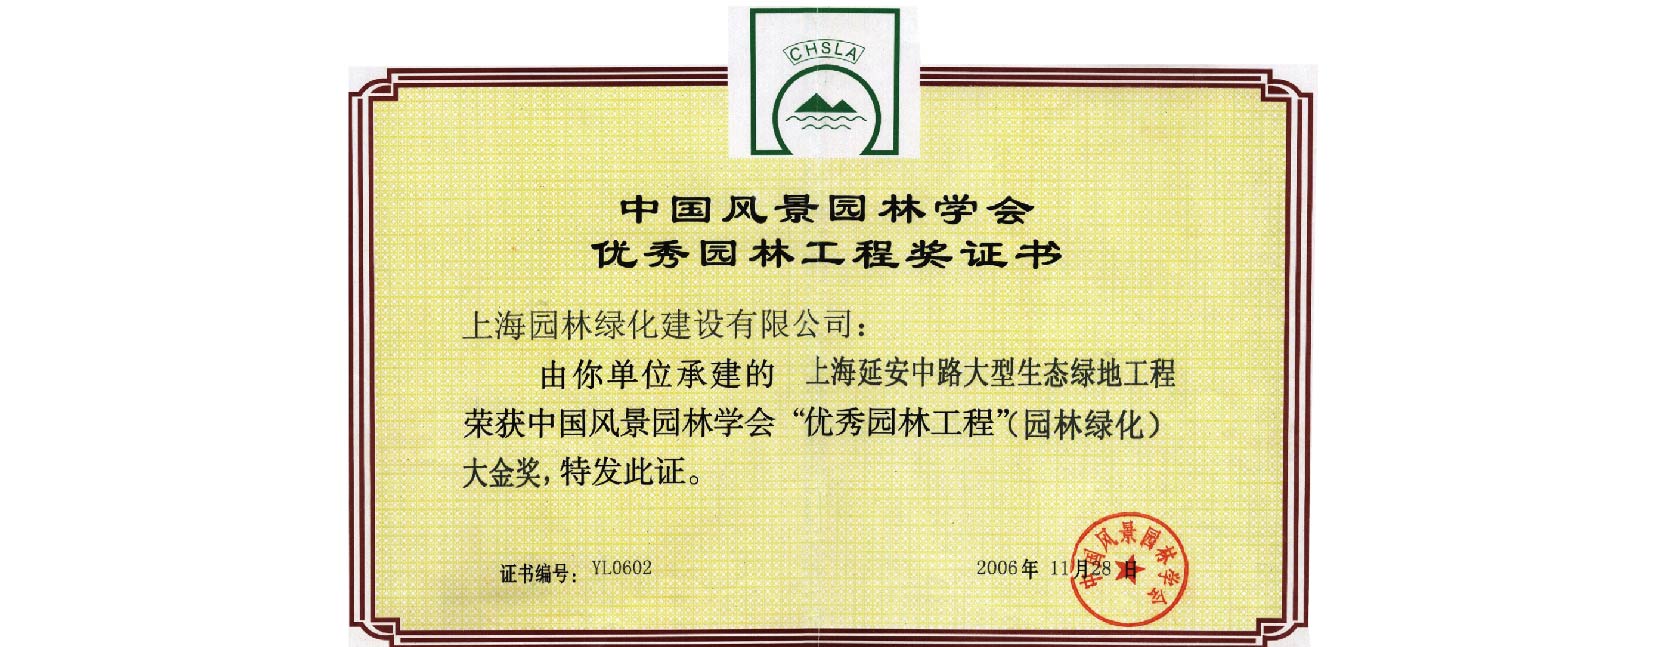 CHSLA
中国风景园林学会
优秀园林工程奖证书
上海园林绿化建设有限公司：
由你单位承建的 上海延安中路大型生态绿地工程
荣获中国风景园林学会“优秀园林工程”(园林绿化)
大金奖，特发此证。
证书编号：YL0602
2006年 11月28日
中国风景园林学会